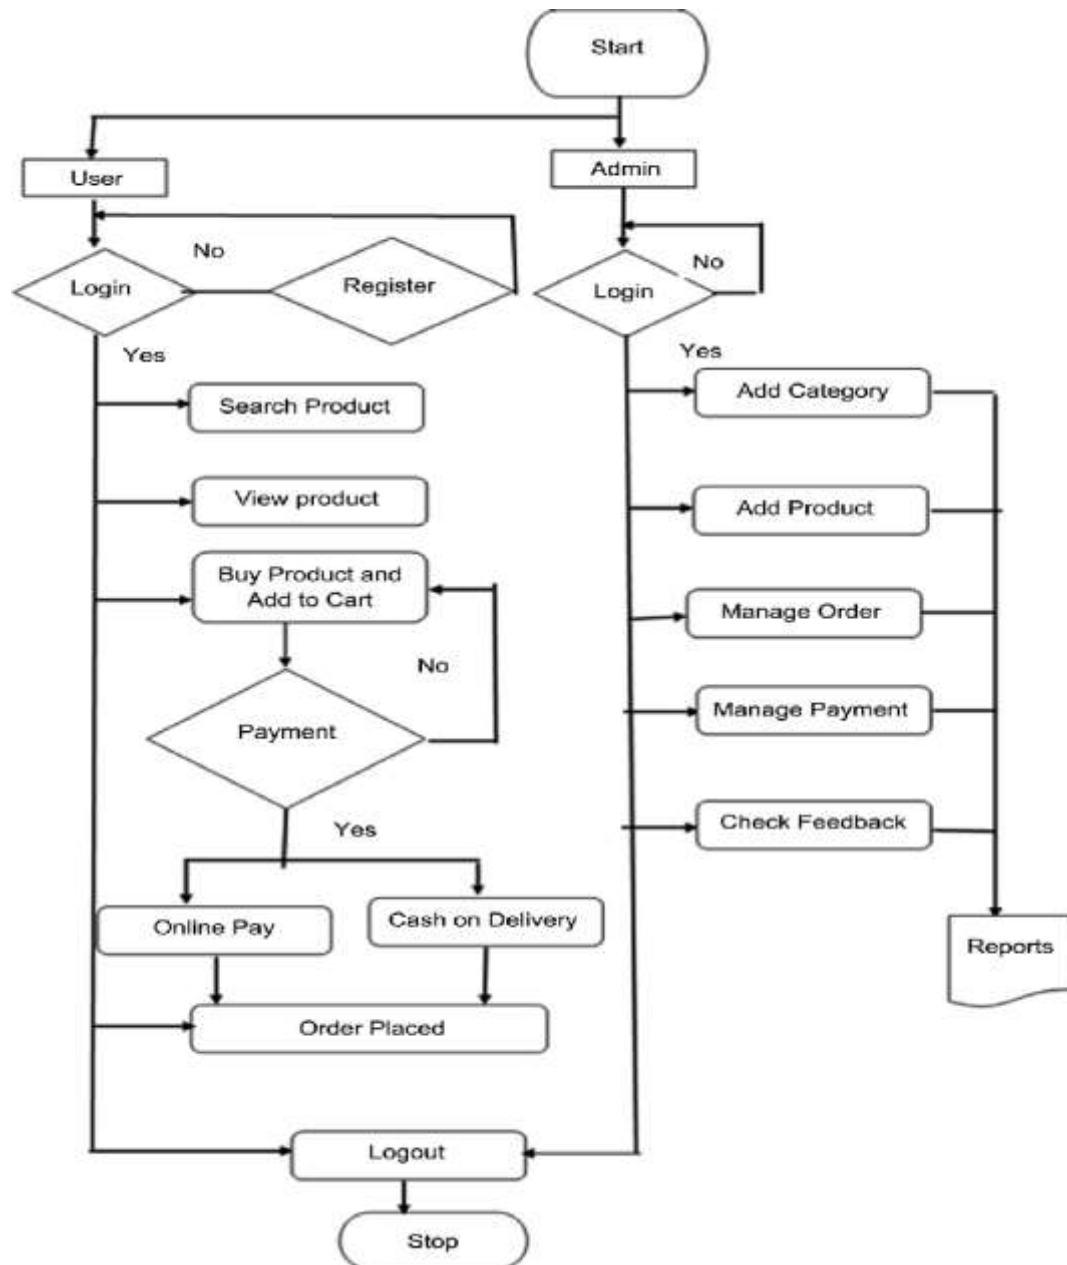 Start
User
Admin
No
Login
Register
No
Login
Yes
Yes
Search Product
Add Category
View product
Add Product
Buy Product and
Add to Cart
Manage Order
No
Payment
Manage Payment
Yes
Check Feedback
Online Pay
Cash on Delivery
Reports
Order Placed
Logout
Stop